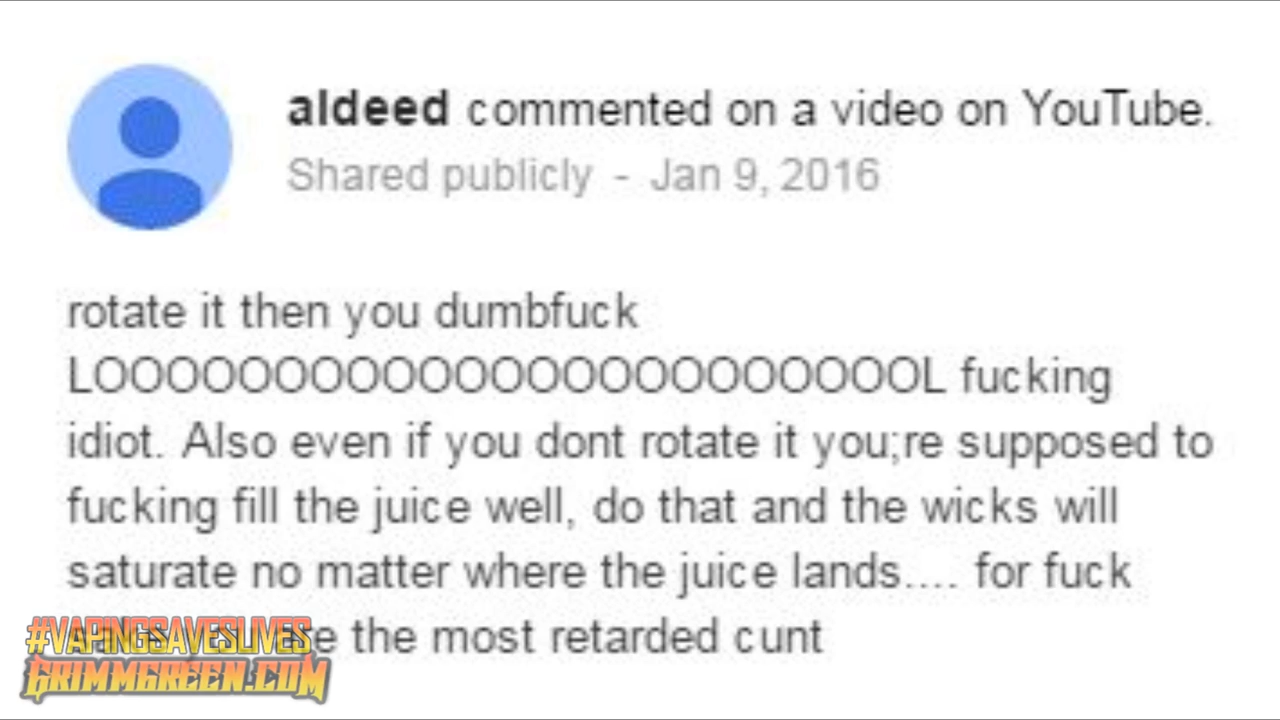 aldeed commented on a video on YouTube.
Shared publicly - Jan 9, 2016
rotate it then you dumbfuck
LOOOOOOOOOOOOOOOOOOOOOOOL fucking
idiot. Also even if you dont rotate it you;re supposed to
fucking fill the juice well, do that and the wicks will
saturate no matter where the juice lands.... for fuck
the most retarded cunt
#VAPINGSAVESLIVES
GRIMMGREEN.COM